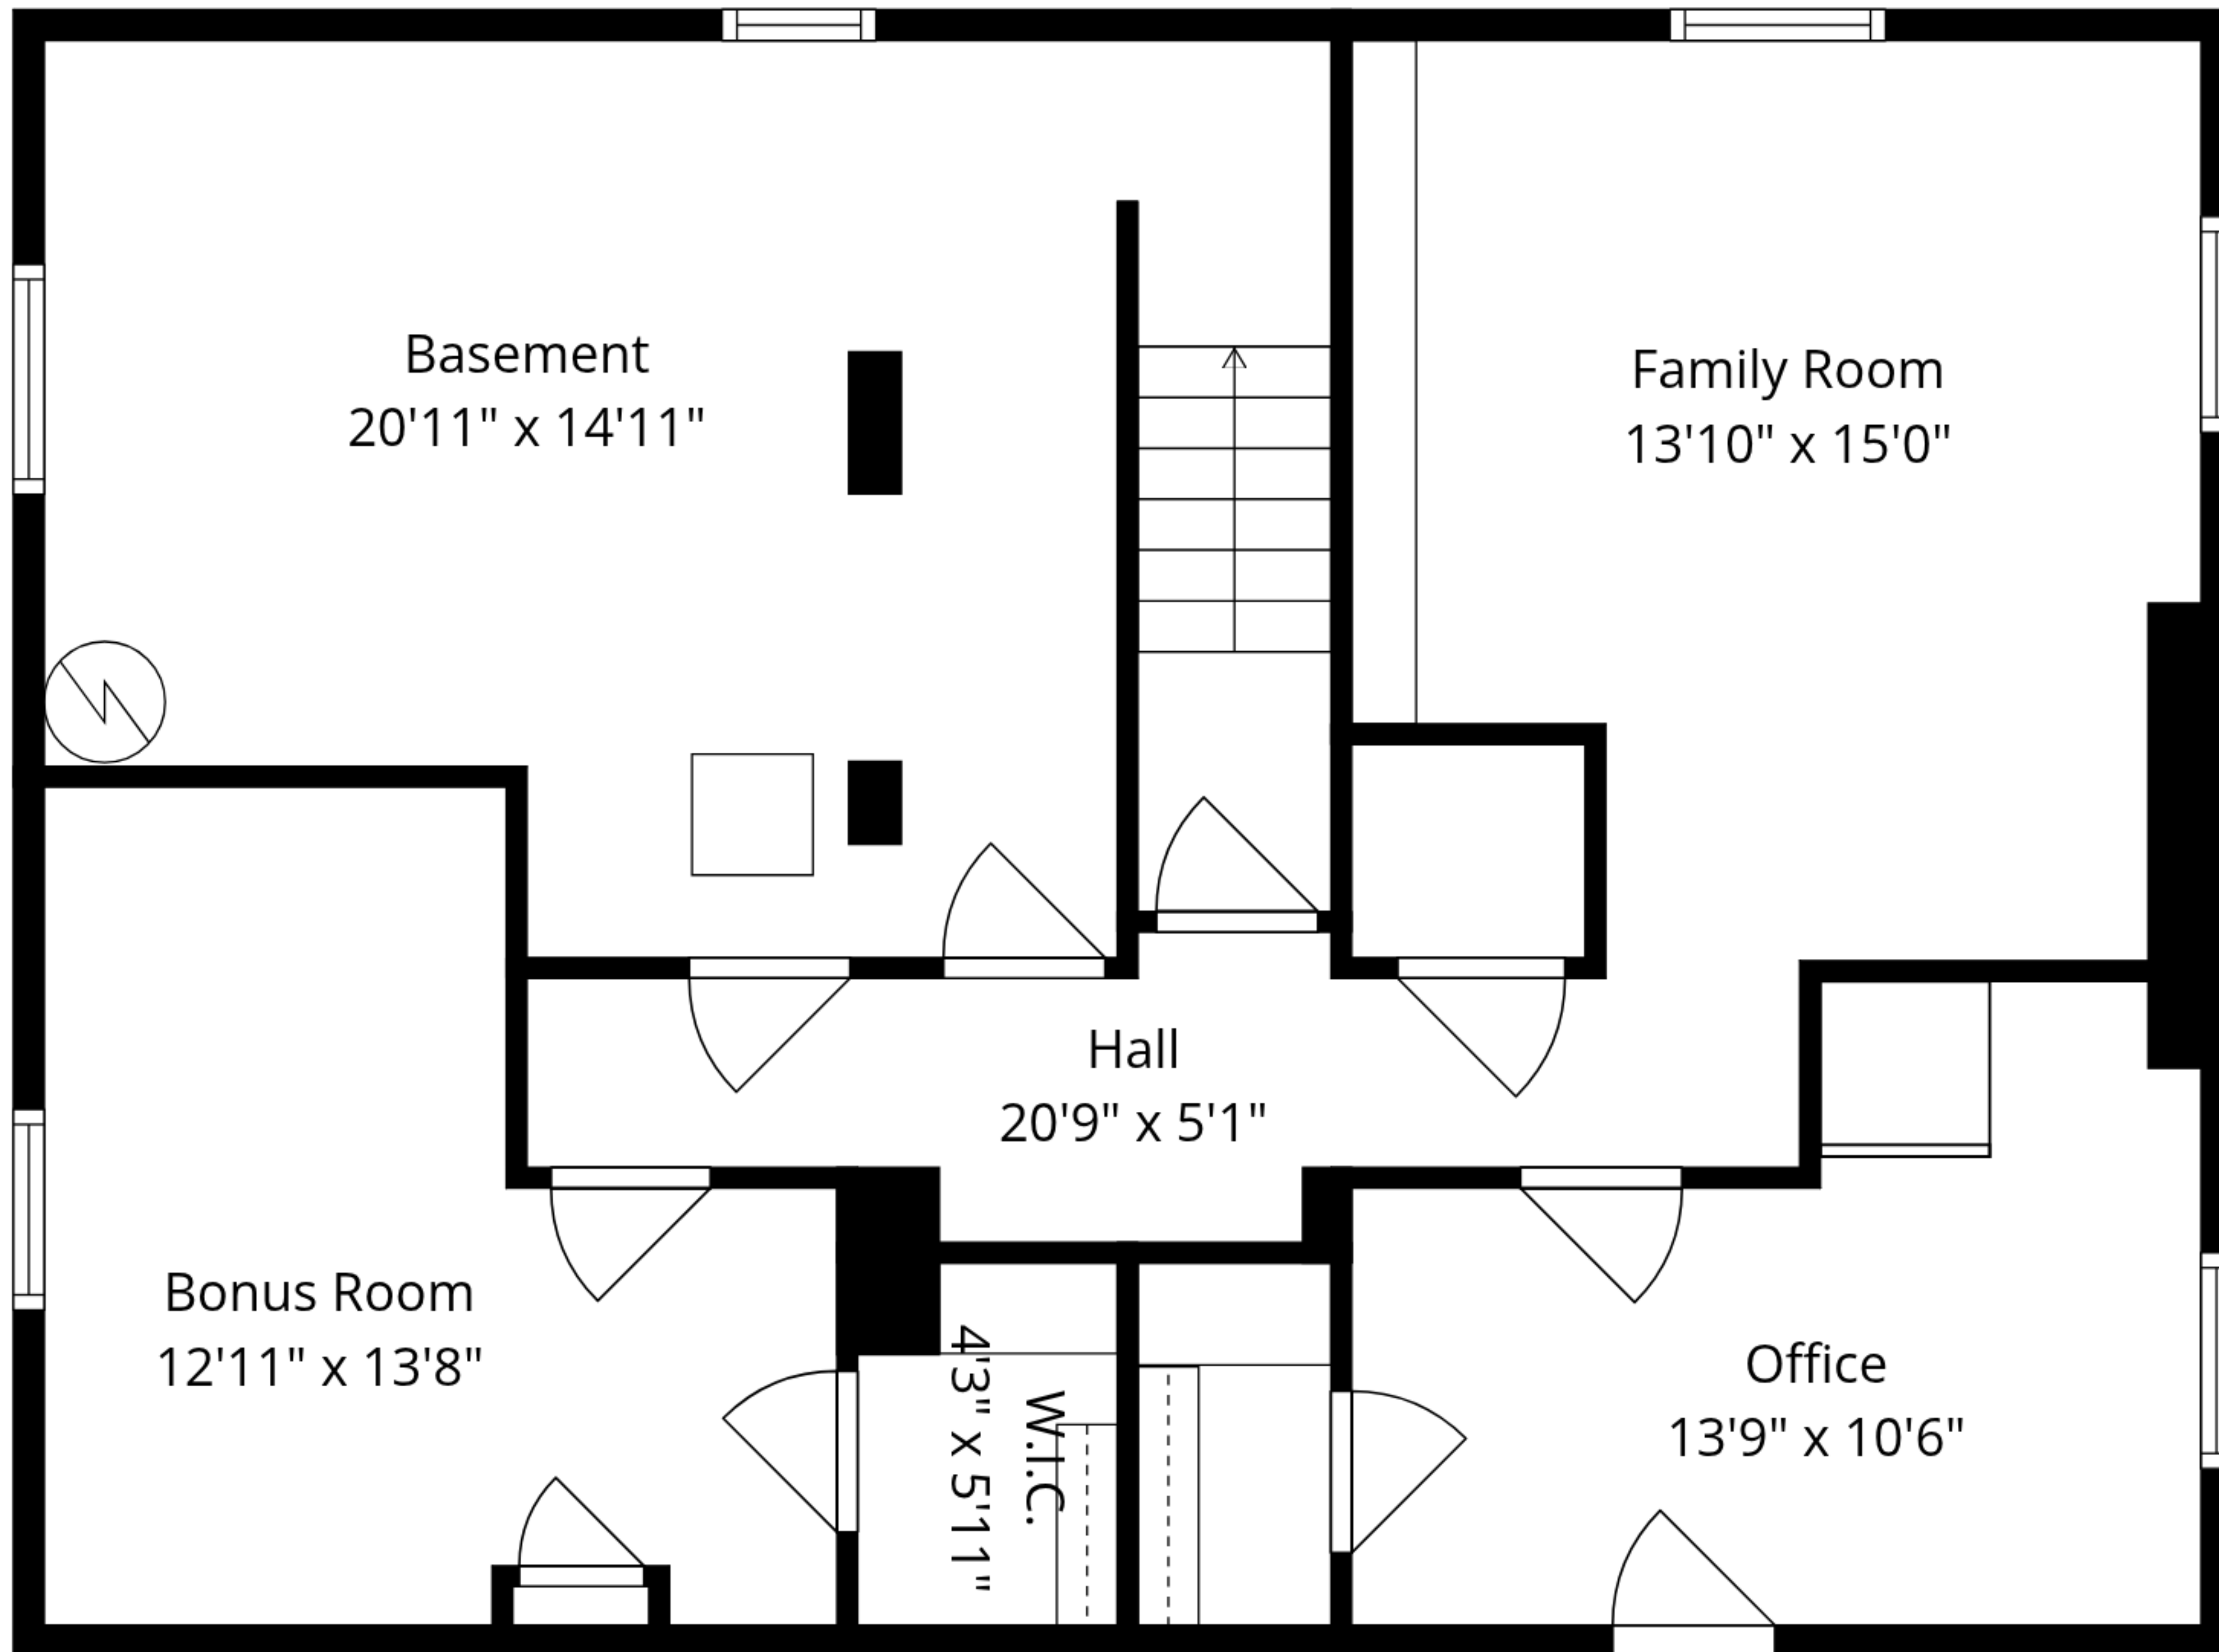 Basement
20'11" x 14'11"
Family Room
13'10" x 15'0"
Hall
20'9" x 5'1"
Bonus Room
12'11" x 13'8"
W.I.C.
4'3" x 5'11"
Office
13'9" x 10'6"